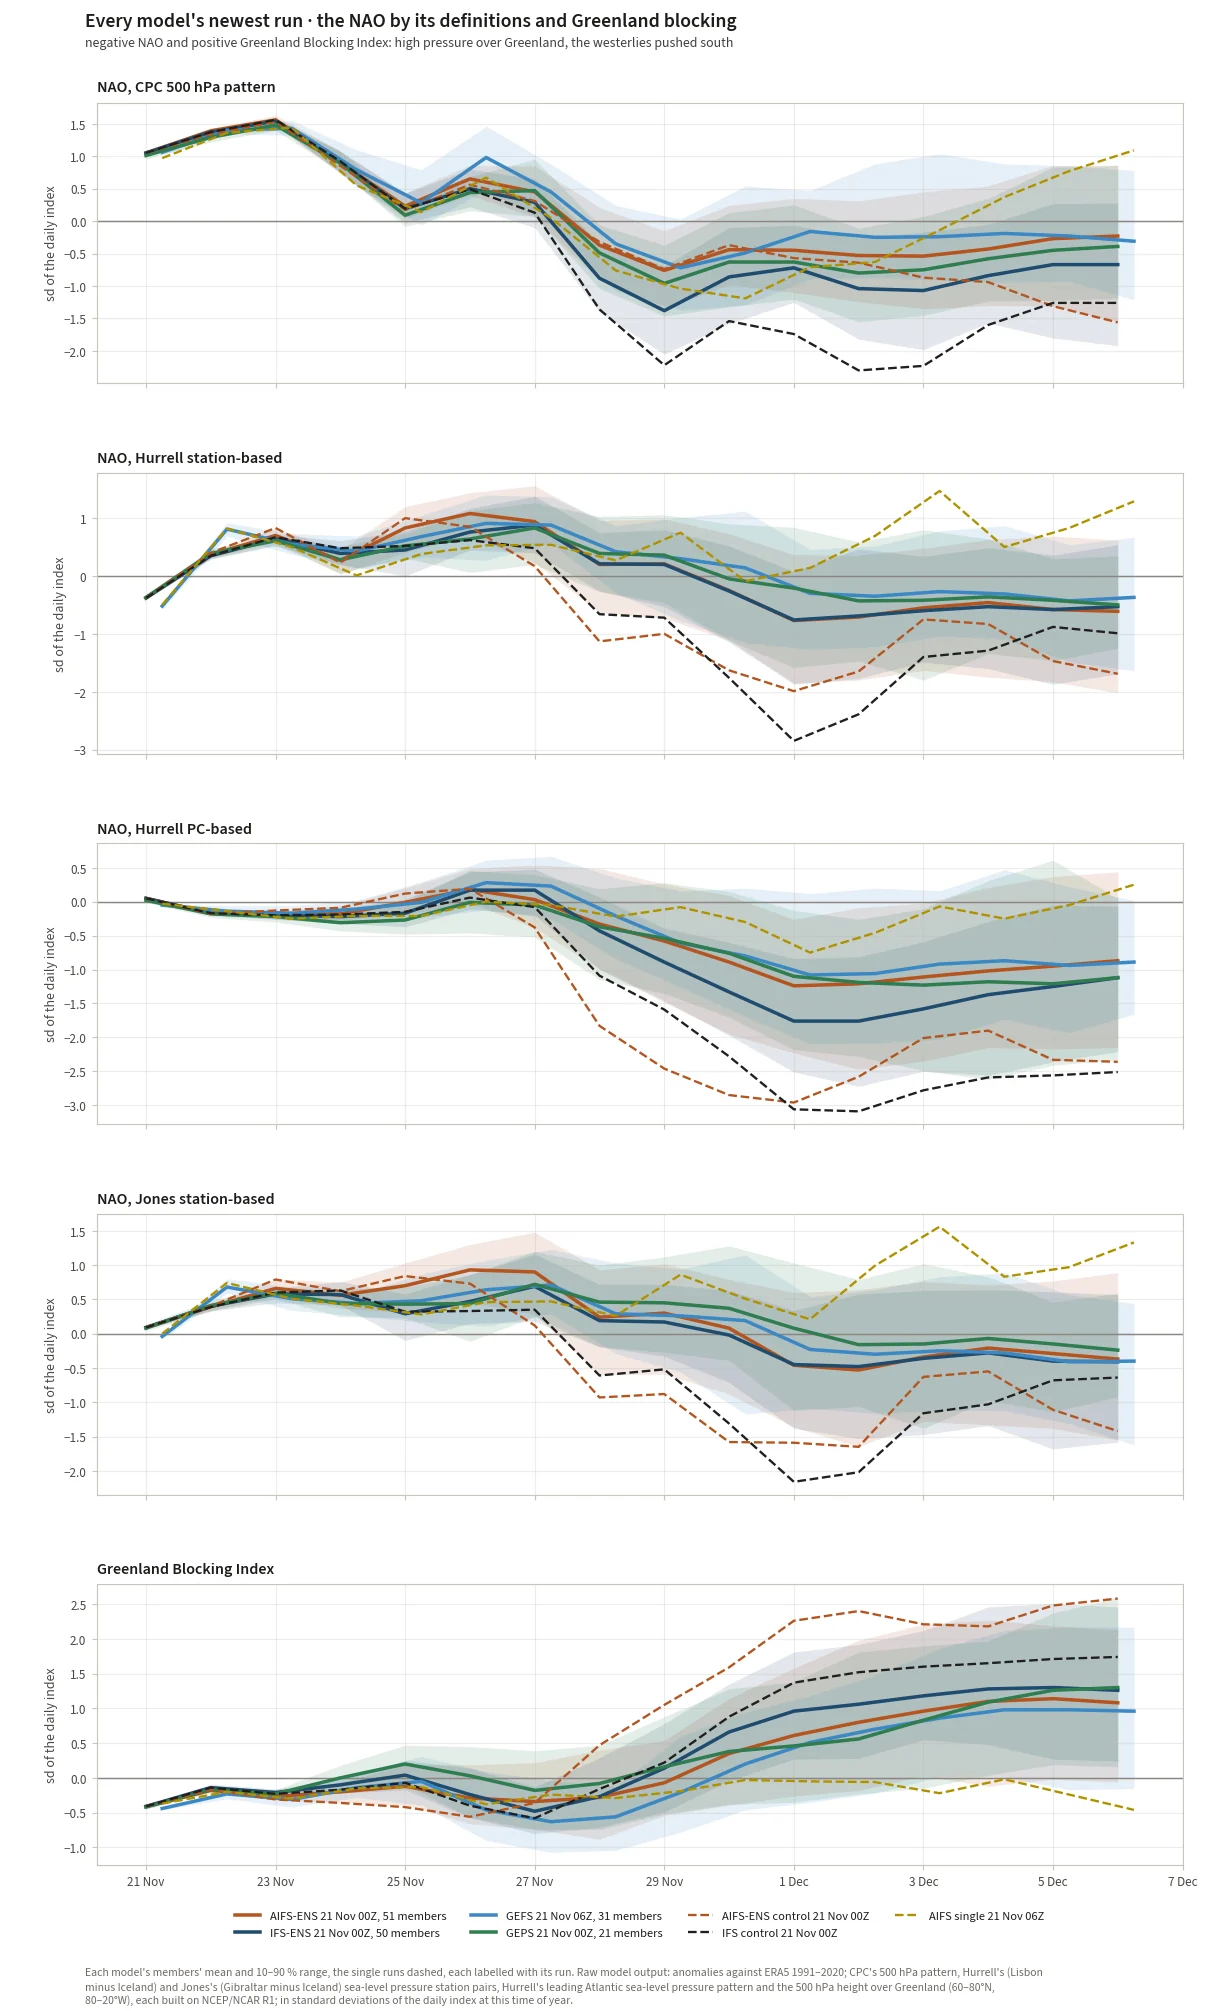 Every model's newest run · the NAO by its definitions and Greenland blocking
negative NAO and positive Greenland Blocking Index: high pressure over Greenland, the westerlies pushed south
NAO, CPC 500 hPa pattern
sd of the daily index
1.5
1.0
0.5
0.0
−0.5
−1.0
−1.5
−2.0
NAO, Hurrell station-based
sd of the daily index
1
0
−1
−2
−3
NAO, Hurrell PC-based
sd of the daily index
0.5
0.0
−0.5
−1.0
−1.5
−2.0
−2.5
−3.0
NAO, Jones station-based
sd of the daily index
1.5
1.0
0.5
0.0
−0.5
−1.0
−1.5
−2.0
Greenland Blocking Index
sd of the daily index
2.5
2.0
1.5
1.0
0.5
0.0
−0.5
−1.0
21 Nov 23 Nov 25 Nov 27 Nov 29 Nov 1 Dec 3 Dec 5 Dec 7 Dec
AIFS-ENS 21 Nov 00Z, 51 members GEFS 21 Nov 06Z, 31 members AIFS-ENS control 21 Nov 00Z AIFS single 21 Nov 06Z
IFS-ENS 21 Nov 00Z, 50 members GEPS 21 Nov 00Z, 21 members IFS control 21 Nov 00Z
Each model's members' mean and 10–90 % range, the single runs dashed, each labelled with its run. Raw model output: anomalies against ERA5 1991–2020; CPC's 500 hPa pattern, Hurrell's (Lisbon
minus Iceland) and Jones's (Gibraltar minus Iceland) sea-level pressure station pairs, Hurrell's leading Atlantic sea-level pressure pattern and the 500 hPa height over Greenland (60–80°N,
80–20°W), each built on NCEP/NCAR R1; in standard deviations of the daily index at this time of year.